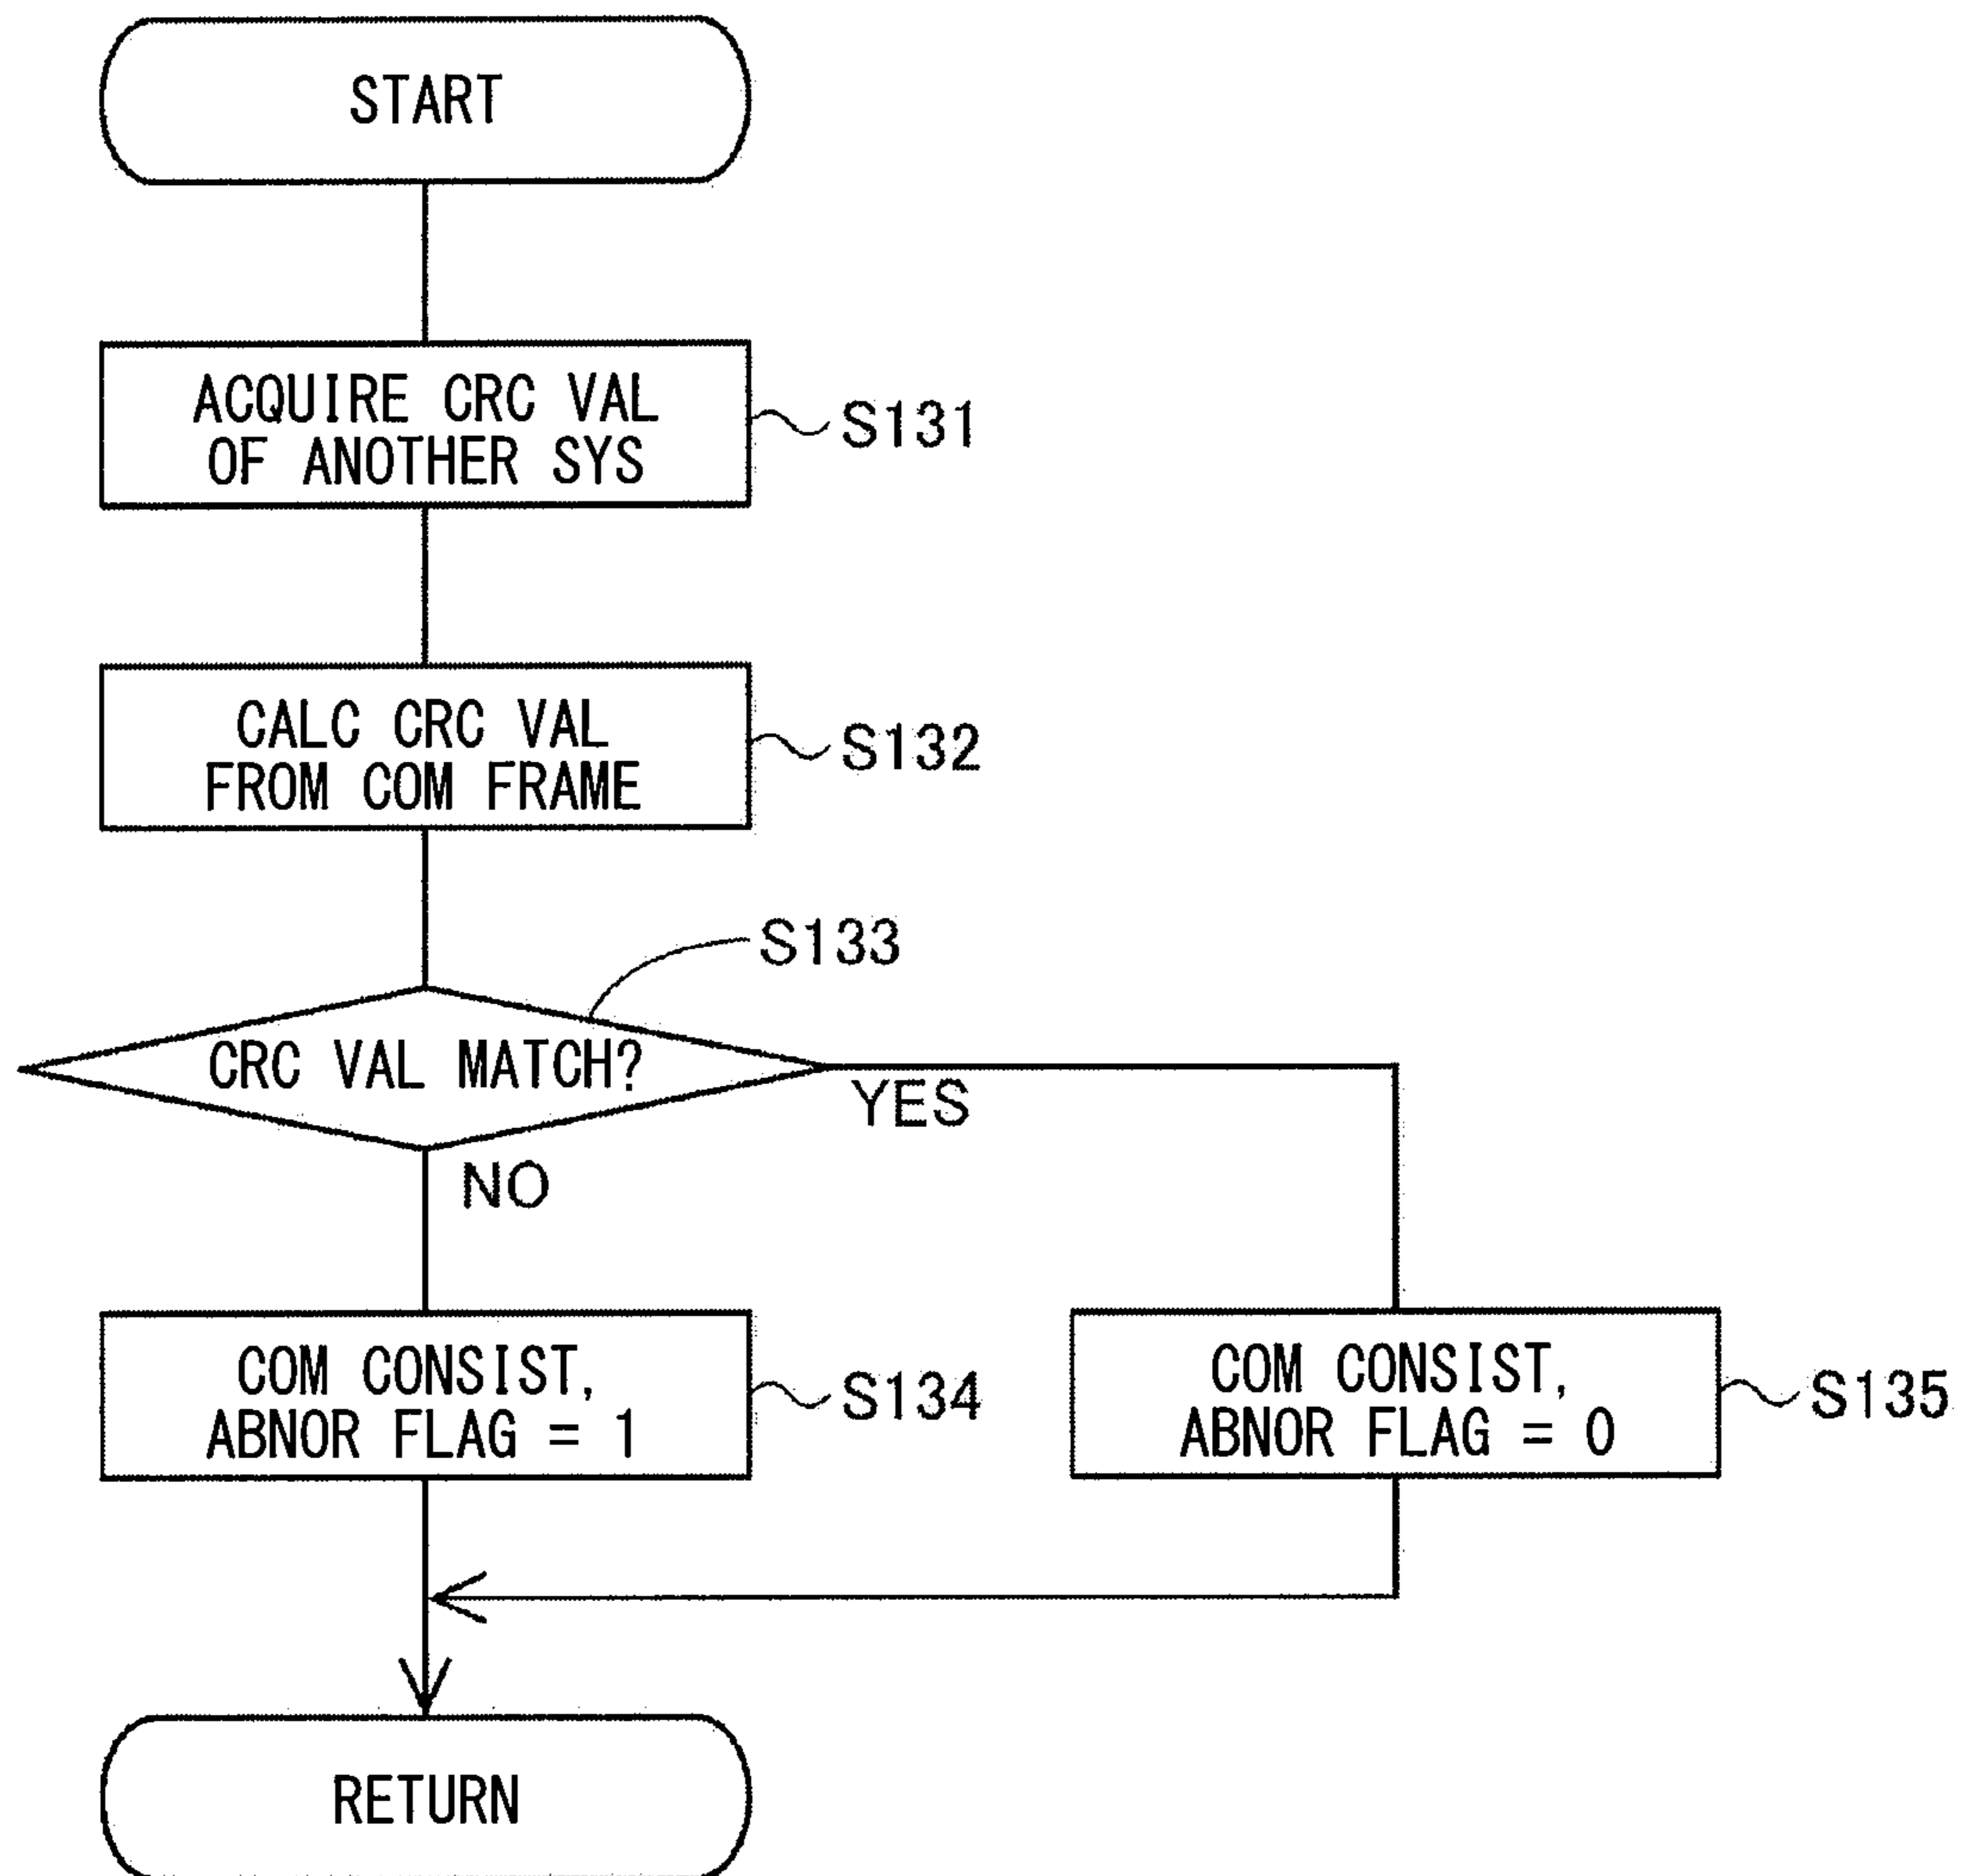 START
ACQUIRE CRC VAL
OF ANOTHER SYS
S131
CALC CRC VAL
FROM COM FRAME
S132
S133
CRC VAL MATCH?
YES
NO
COM CONSIST,
ABNOR FLAG = 1
S134
COM CONSIST,
ABNOR FLAG = 0
S135
RETURN